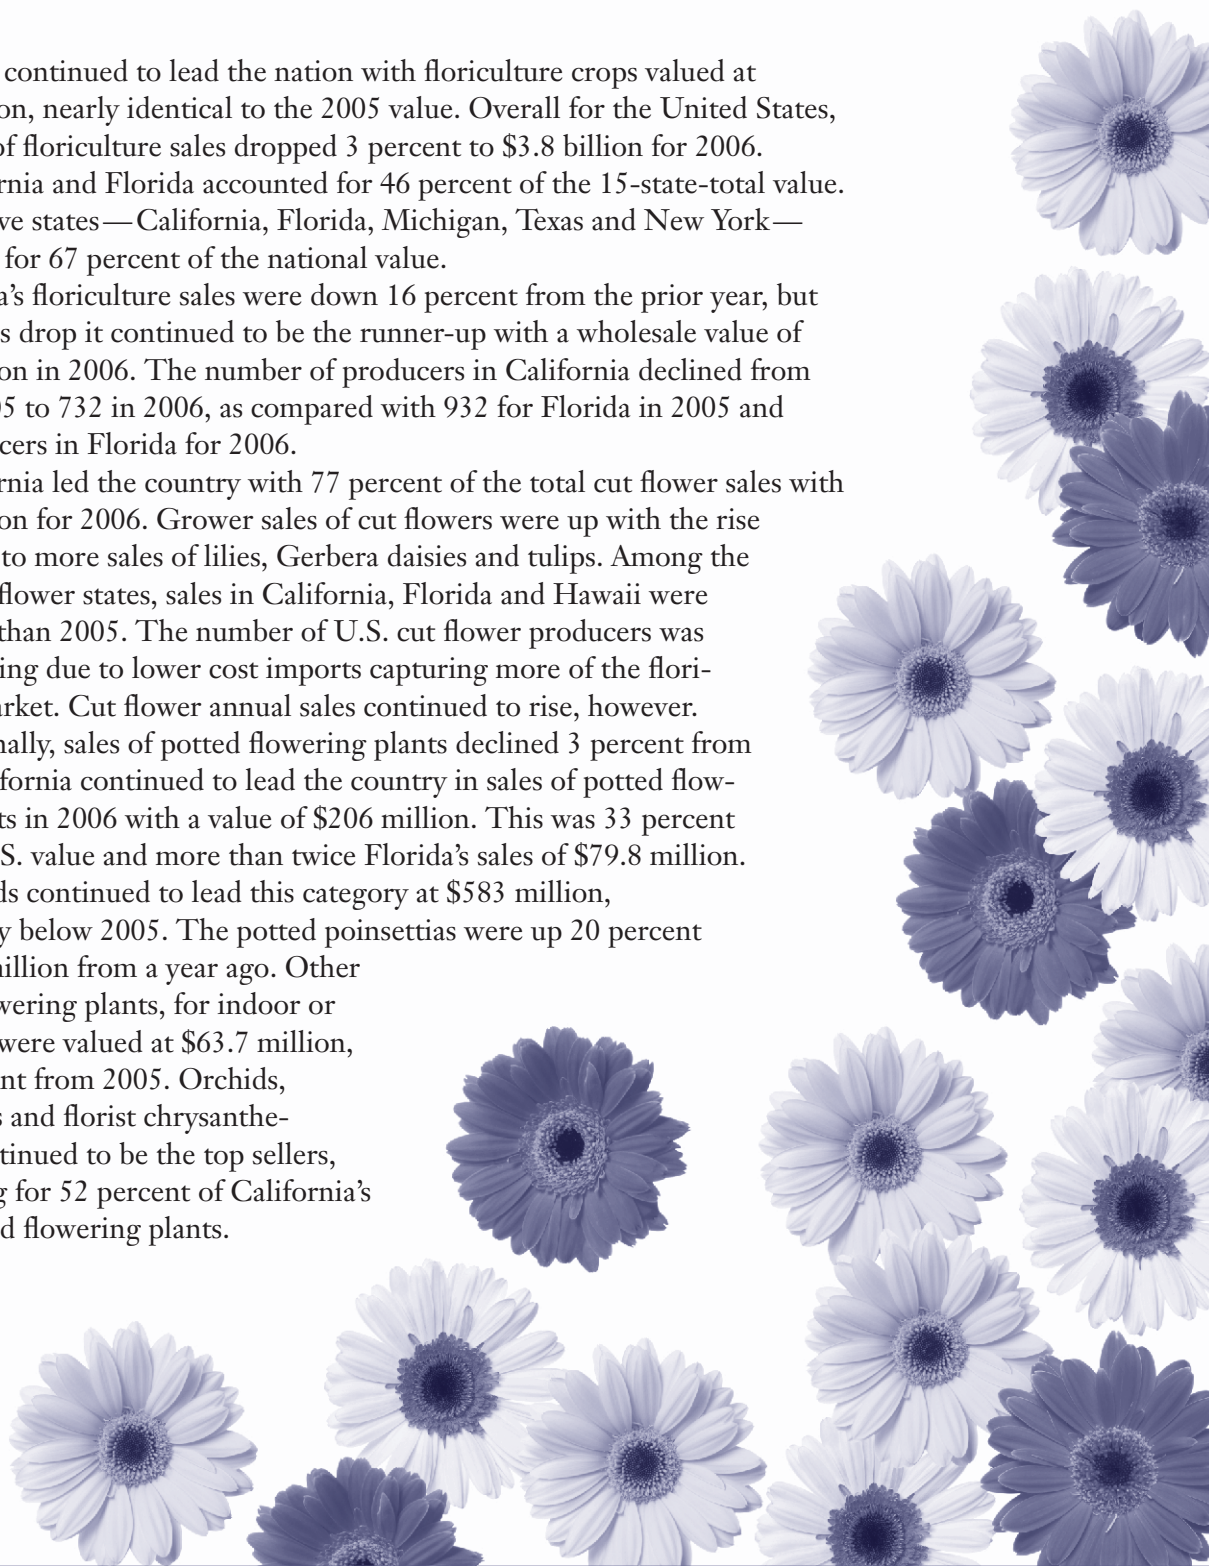 continued to lead the nation with floriculture crops valued at
on, nearly identical to the 2005 value. Overall for the United States,
of floriculture sales dropped 3 percent to $3.8 billion for 2006.
rnia and Florida accounted for 46 percent of the 15-state-total value.
ve states—California, Florida, Michigan, Texas and New York—
for 67 percent of the national value.
a's floriculture sales were down 16 percent from the prior year, but
s drop it continued to be the runner-up with a wholesale value of
on in 2006. The number of producers in California declined from
05 to 732 in 2006, as compared with 932 for Florida in 2005 and
cers in Florida for 2006.
rnia led the country with 77 percent of the total cut flower sales with
on for 2006. Grower sales of cut flowers were up with the rise
to more sales of lilies, Gerbera daisies and tulips. Among the
flower states, sales in California, Florida and Hawaii were
than 2005. The number of U.S. cut flower producers was
ing due to lower cost imports capturing more of the flori-
rket. Cut flower annual sales continued to rise, however.
nally, sales of potted flowering plants declined 3 percent from
fornia continued to lead the country in sales of potted flow-
ts in 2006 with a value of $206 million. This was 33 percent
S. value and more than twice Florida's sales of $79.8 million.
ds continued to lead this category at $583 million,
y below 2005. The potted poinsettias were up 20 percent
illion from a year ago. Other
wering plants, for indoor or
were valued at $63.7 million,
nt from 2005. Orchids,
s and florist chrysanthe-
tinued to be the top sellers,
g for 52 percent of California's
d flowering plants.